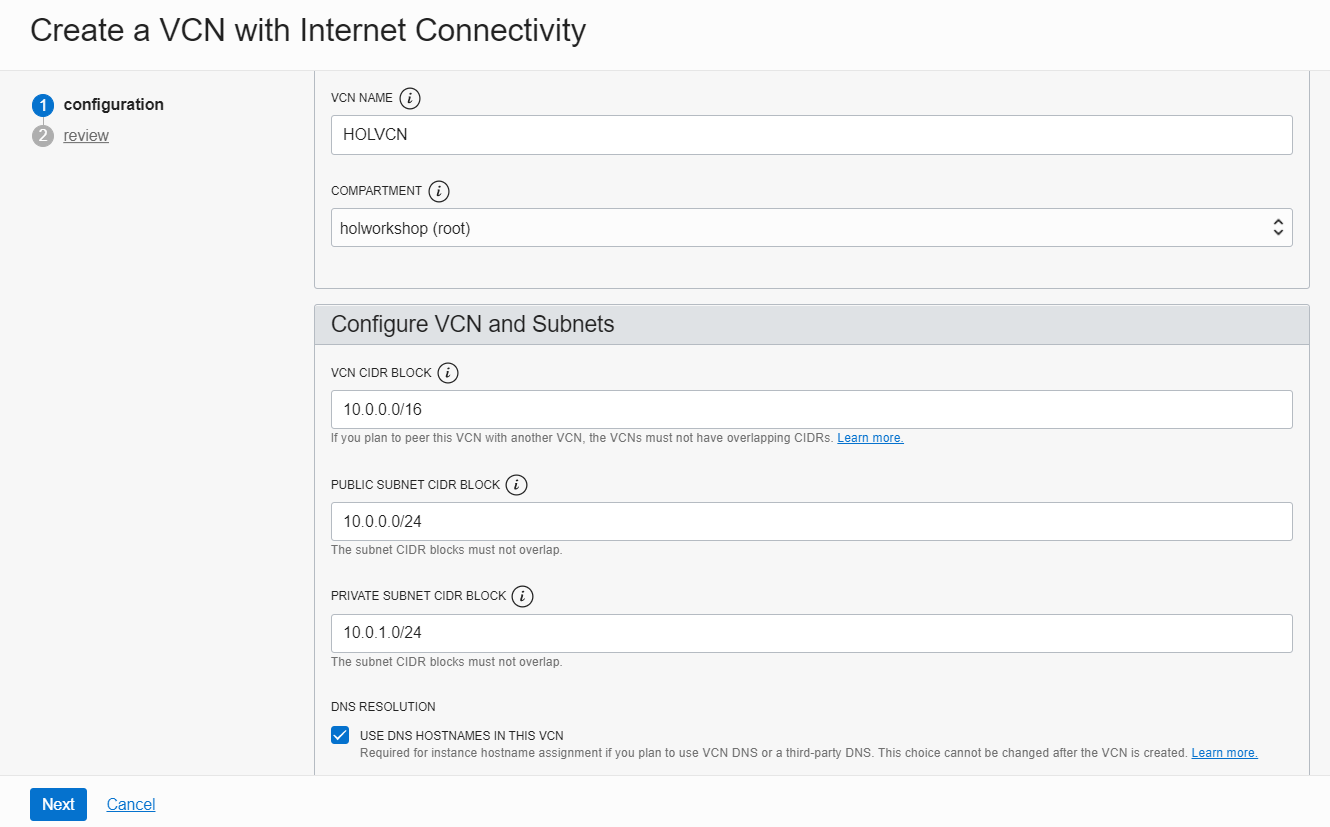 Create a VCN with Internet Connectivity
1 configuration
2 review
VCN NAME i
HOLVCN
COMPARTMENT i
holworkshop (root)
Configure VCN and Subnets
VCN CIDR BLOCK i
10.0.0.0/16
If you plan to peer this VCN with another VCN, the VCNs must not have overlapping CIDRs. Learn more.
PUBLIC SUBNET CIDR BLOCK i
10.0.0.0/24
The subnet CIDR blocks must not overlap.
PRIVATE SUBNET CIDR BLOCK i
10.0.1.0/24
The subnet CIDR blocks must not overlap.
DNS RESOLUTION
USE DNS HOSTNAMES IN THIS VCN
Required for instance hostname assignment if you plan to use VCN DNS or a third-party DNS. This choice cannot be changed after the VCN is created. Learn more.
Next Cancel